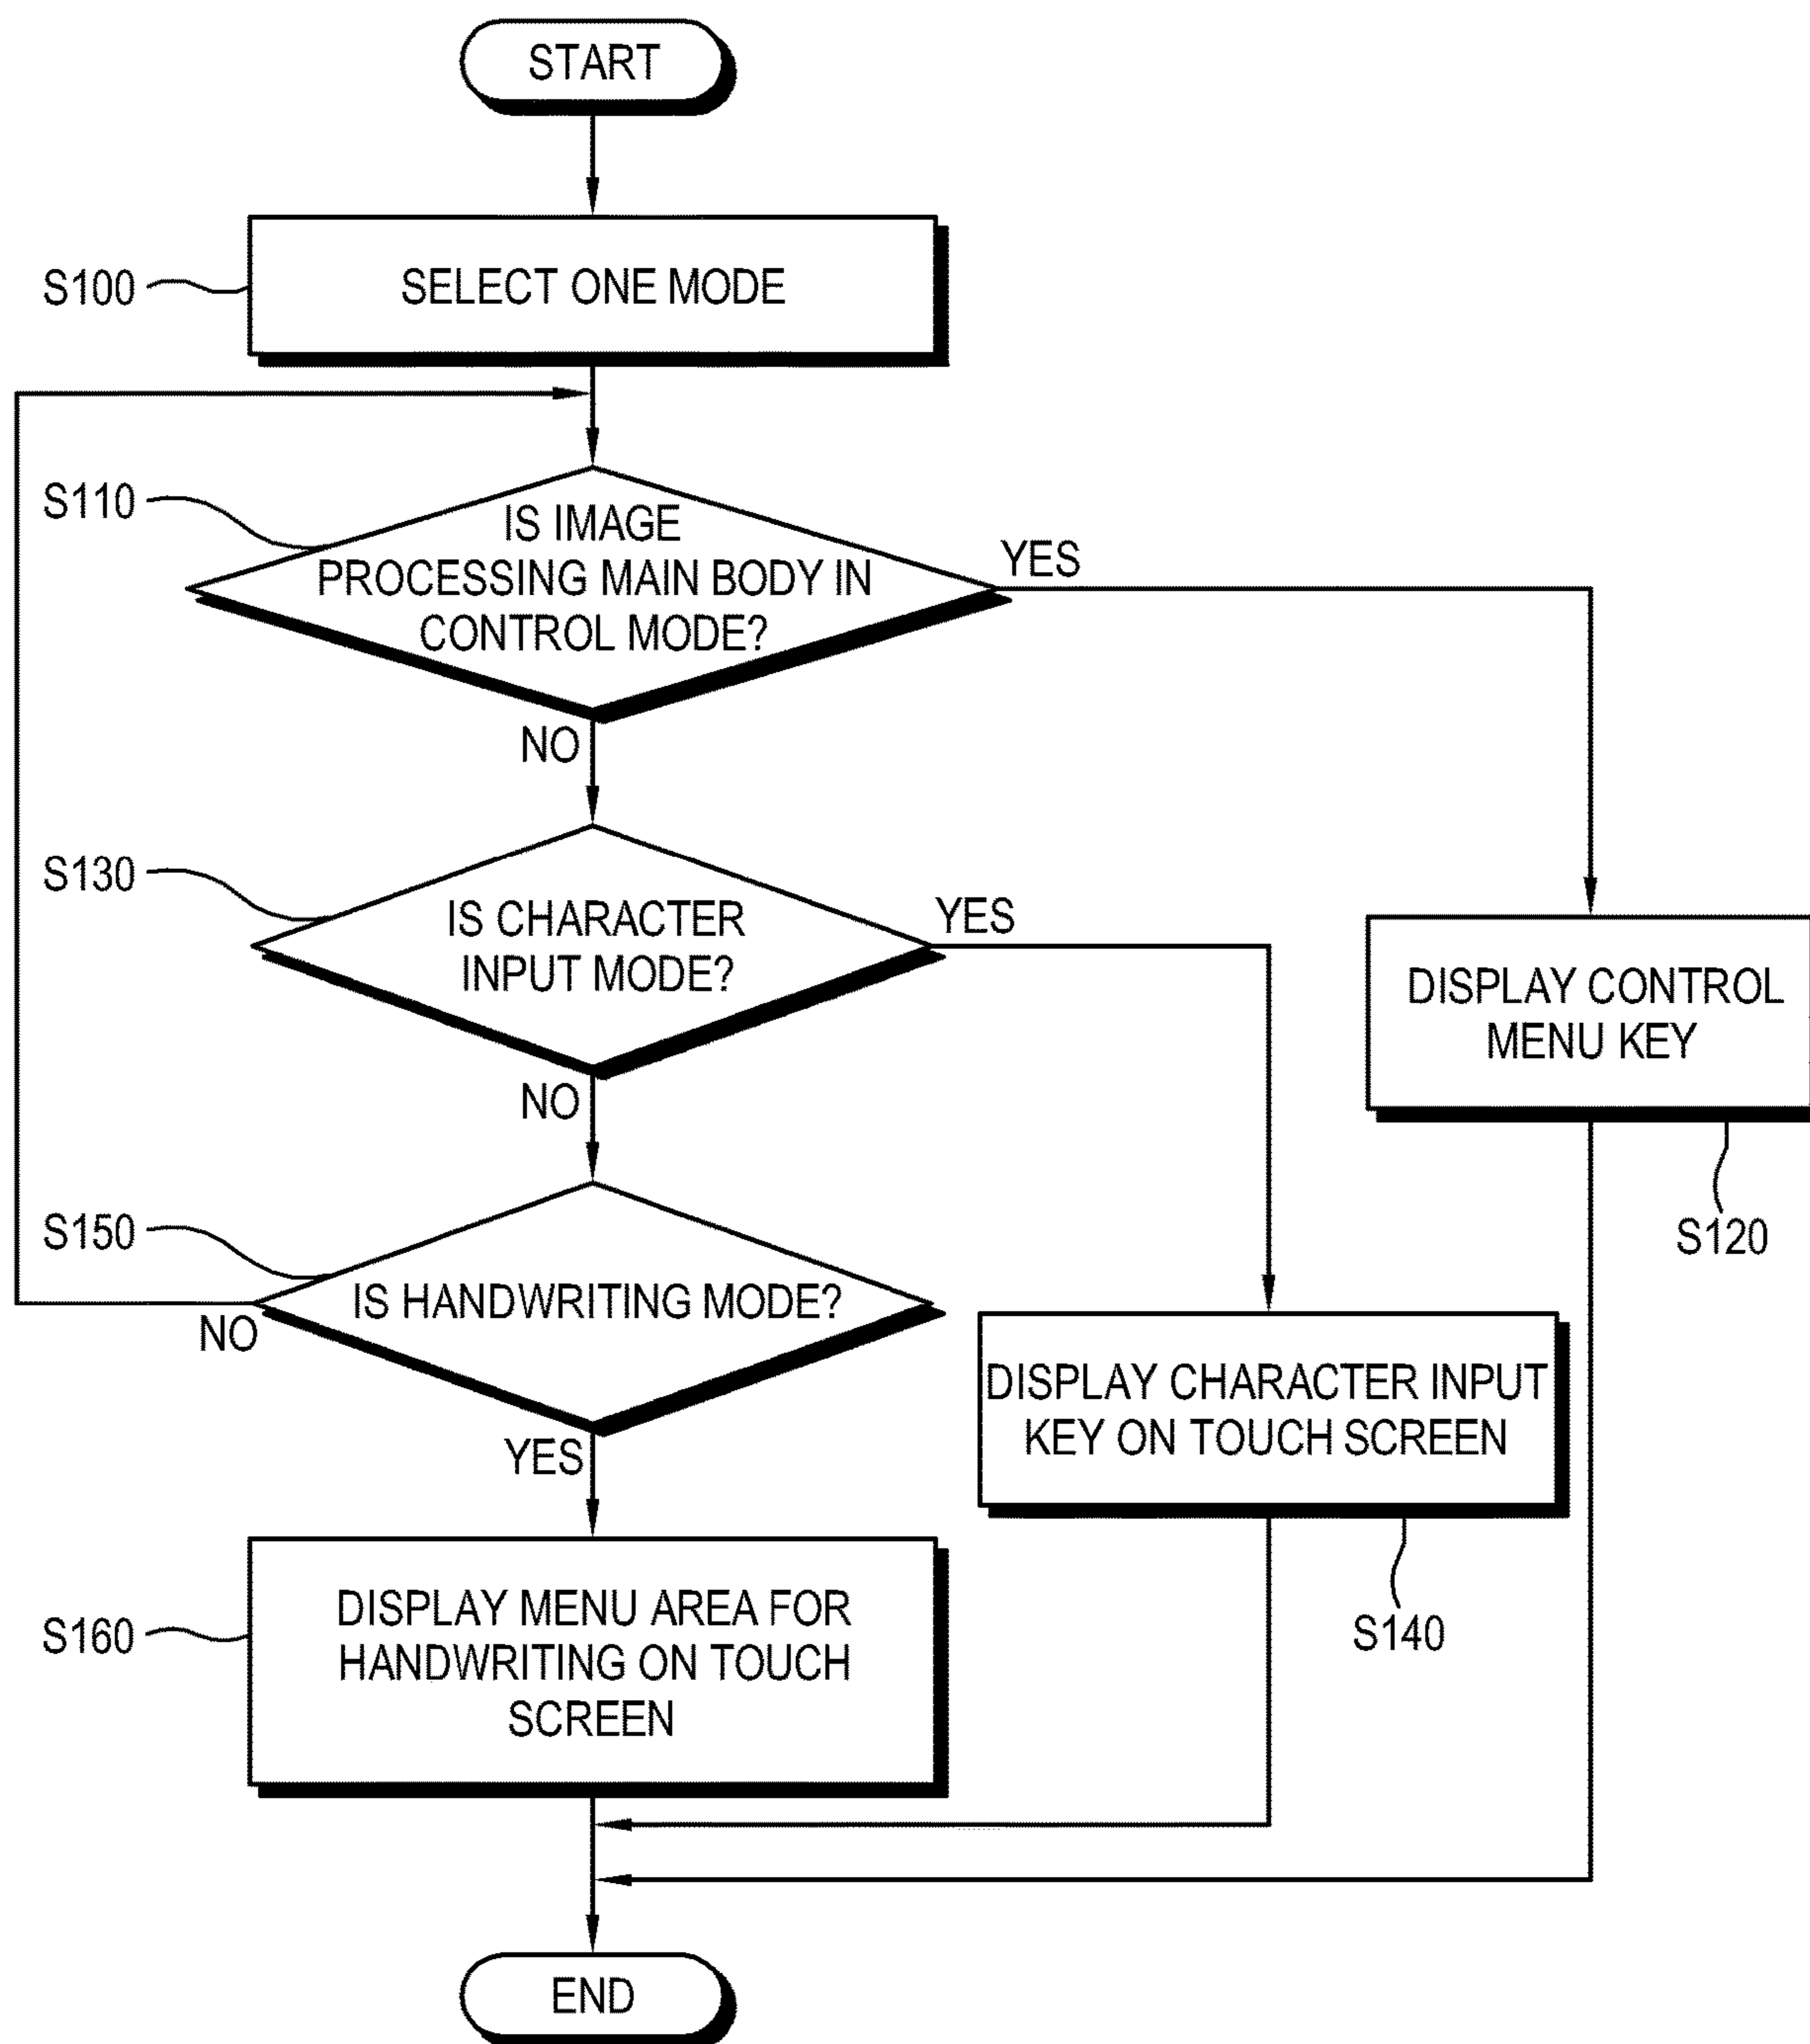 START
S100
SELECT ONE MODE
S110
IS IMAGE
PROCESSING MAIN BODY IN
CONTROL MODE?
YES
NO
S130
IS CHARACTER
INPUT MODE?
YES
NO
DISPLAY CONTROL
MENU KEY
S120
S150
IS HANDWRITING MODE?
NO
YES
DISPLAY CHARACTER INPUT
KEY ON TOUCH SCREEN
S140
S160
DISPLAY MENU AREA FOR
HANDWRITING ON TOUCH
SCREEN
END